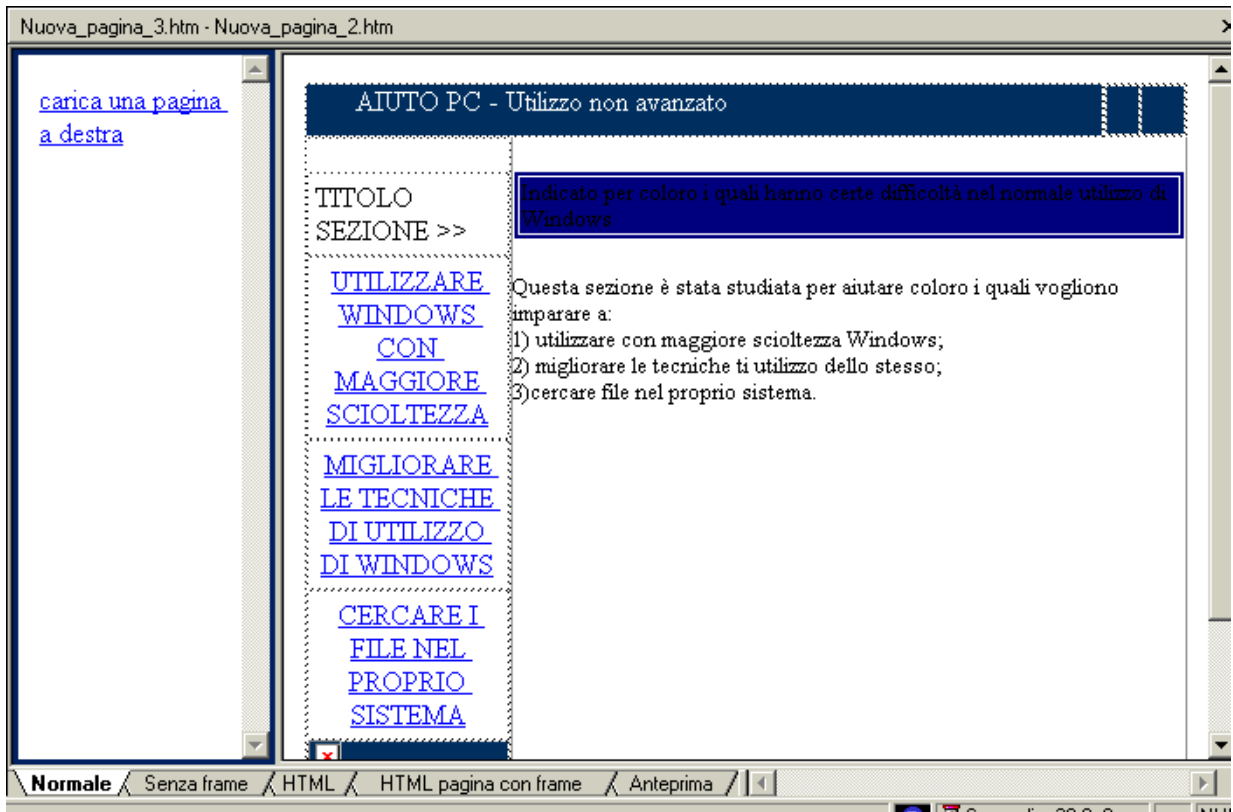 Nuova_pagina_3.htm - Nuova_pagina_2.htm
carica una pagina
a destra
AIUTO PC - Utilizzo non avanzato
TITOLO
SEZIONE >>
Indicato per coloro i quali hanno certe difficoltà nel normale utilizzo di
Windows
UTILIZZARE
WINDOWS
CON
MAGGIORE
SCIOLTEZZA
MIGLIORARE
LE TECNICHE
DI UTILIZZO
DI WINDOWS
CERCARE I
FILE NEL
PROPRIO
SISTEMA
Questa sezione è stata studiata per aiutare coloro i quali vogliono
imparare a:
1) utilizzare con maggiore scioltezza Windows;
2) migliorare le tecniche ti utilizzo dello stesso;
3)cercare file nel proprio sistema.
Normale Senza frame HTML HTML pagina con frame Anteprima